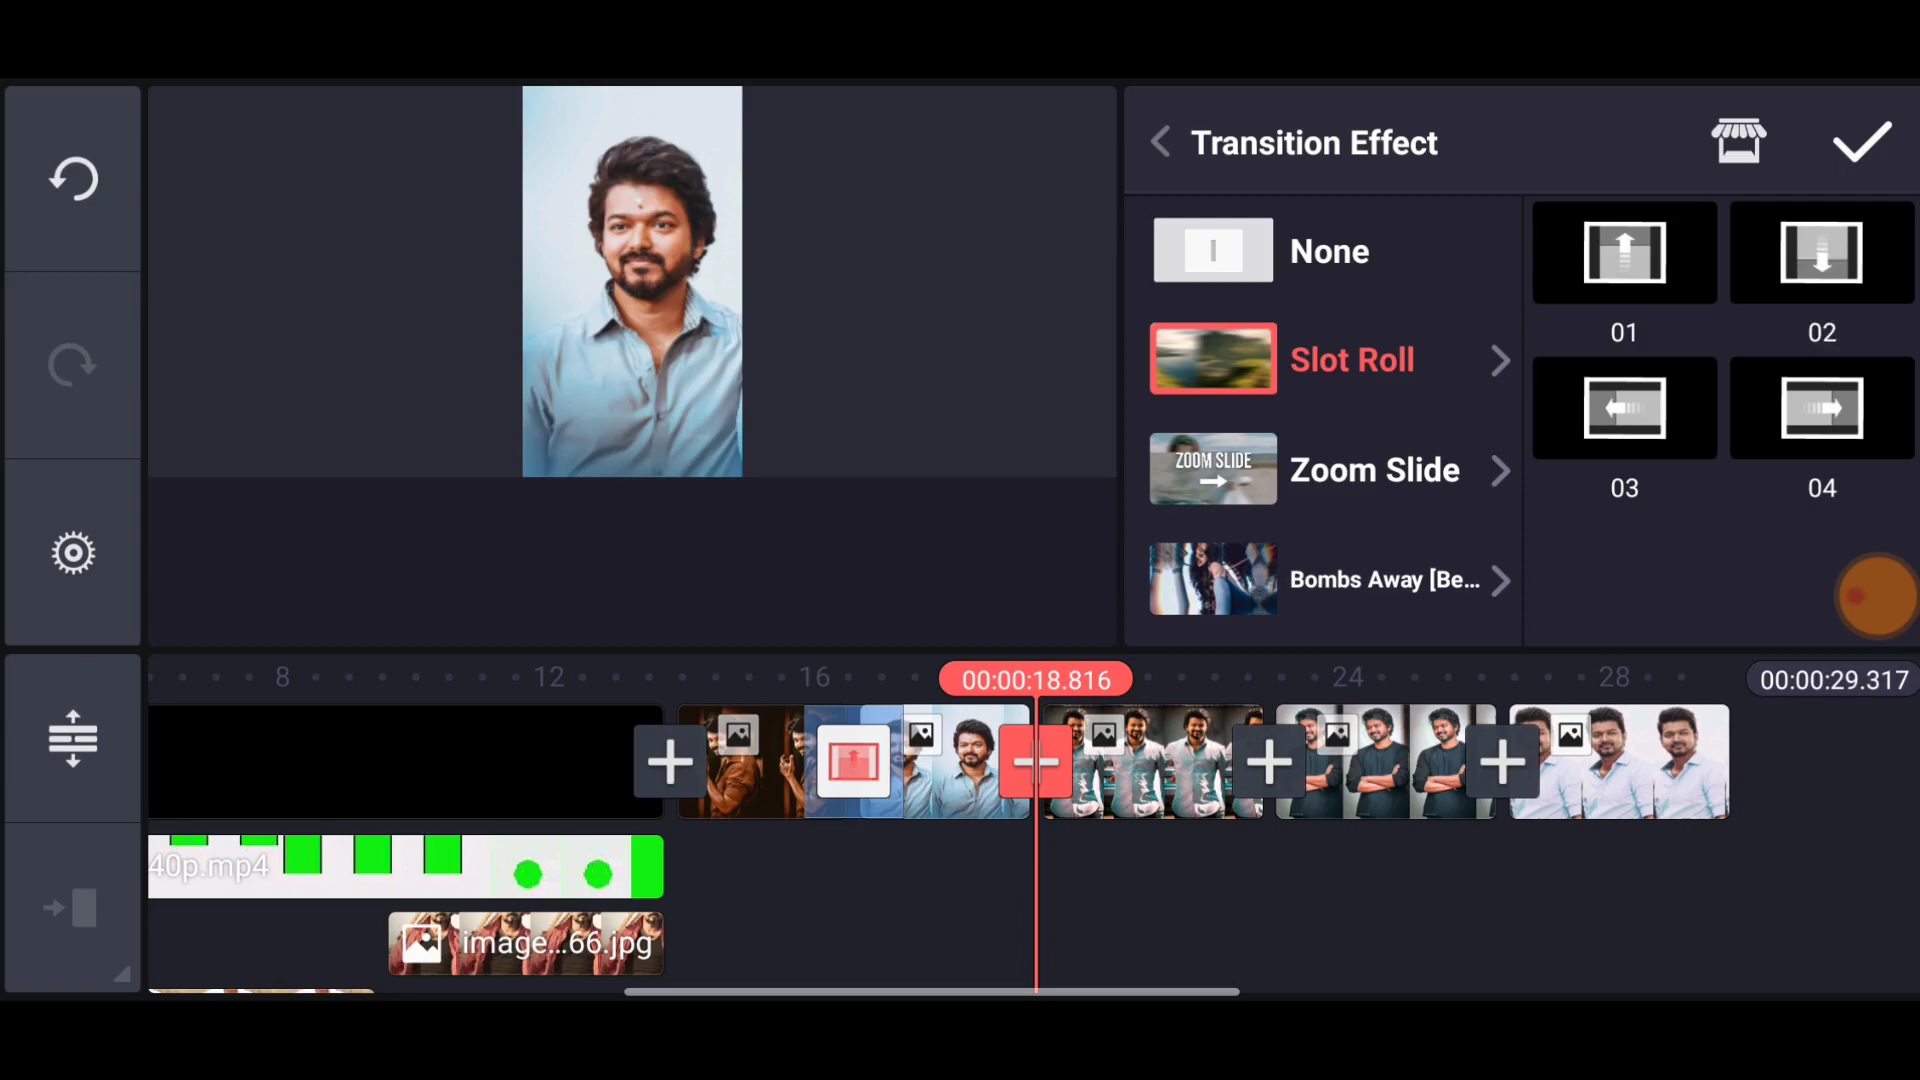 Transition Effect
None
Slot Roll
ZOOM SLIDE
Zoom Slide
Bombs Away [Be...
01
02
03
04
8
12
16
00:00:18.816
24
28
00:00:29.317
40p.mp4
image...66.jpg